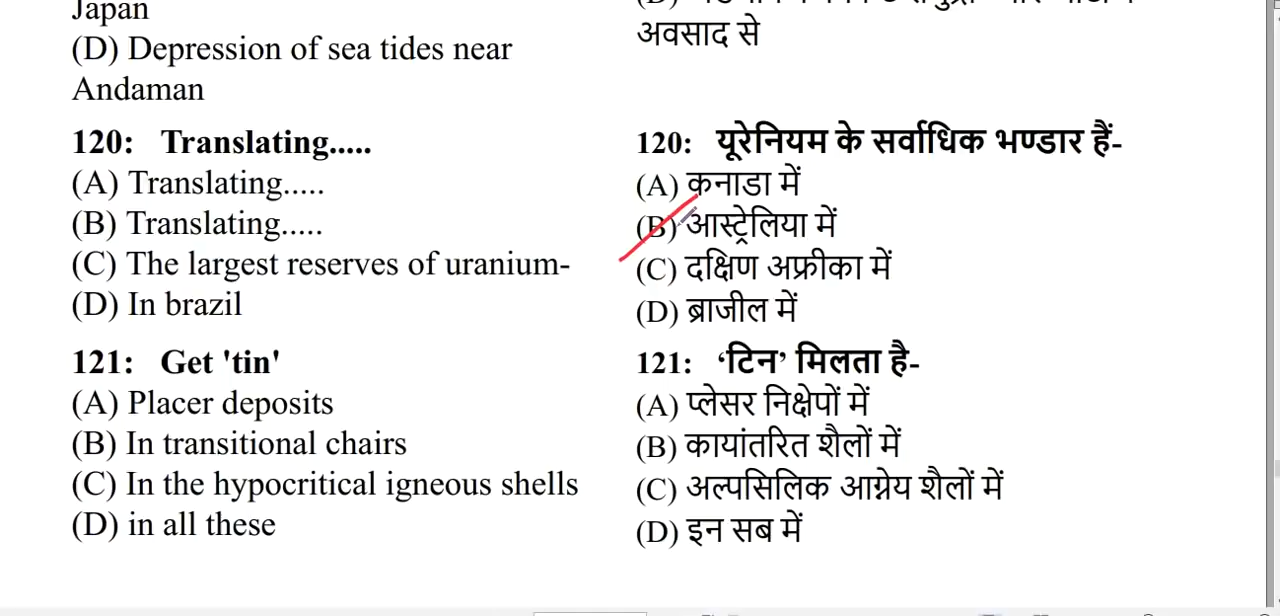 Japan
(D) Depression of sea tides near
Andaman
120: Translating.....
(A) Translating.....
(B) Translating.....
(C) The largest reserves of uranium-
(D) In brazil
121: Get 'tin'
(A) Placer deposits
(B) In transitional chairs
(C) In the hypocritical igneous shells
(D) in all these
अवसाद से
120: यूरेनियम के सर्वाधिक भण्डार हैं-
(A) कनाडा में
(B) आस्ट्रेलिया में
(C) दक्षिण अफ्रीका में
(D) ब्राजील में
121: ‘टिन’ मिलता है-
(A) प्लेसर निक्षेपों में
(B) कायांतरित शैलों में
(C) अल्पसिलिक आग्नेय शैलों में
(D) इन सब में